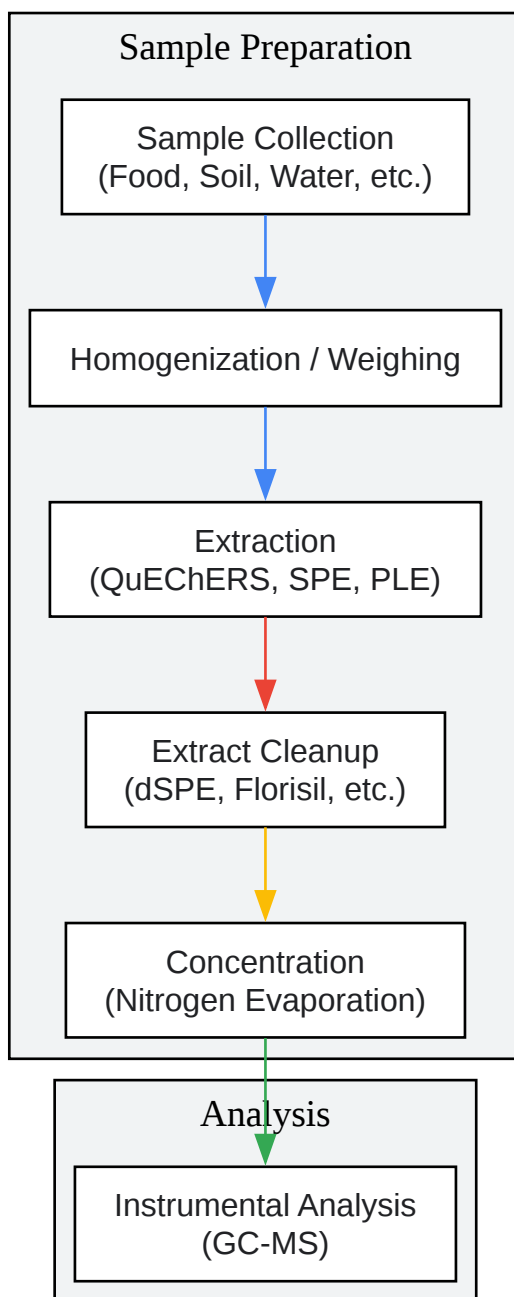 Sample Preparation
Sample Collection
(Food, Soil, Water, etc.)
Homogenization / Weighing
Extraction
(QuEChERS, SPE, PLE)
Extract Cleanup
(dSPE, Florisil, etc.)
Concentration
(Nitrogen Evaporation)
Analysis
Instrumental Analysis
(GC-MS)